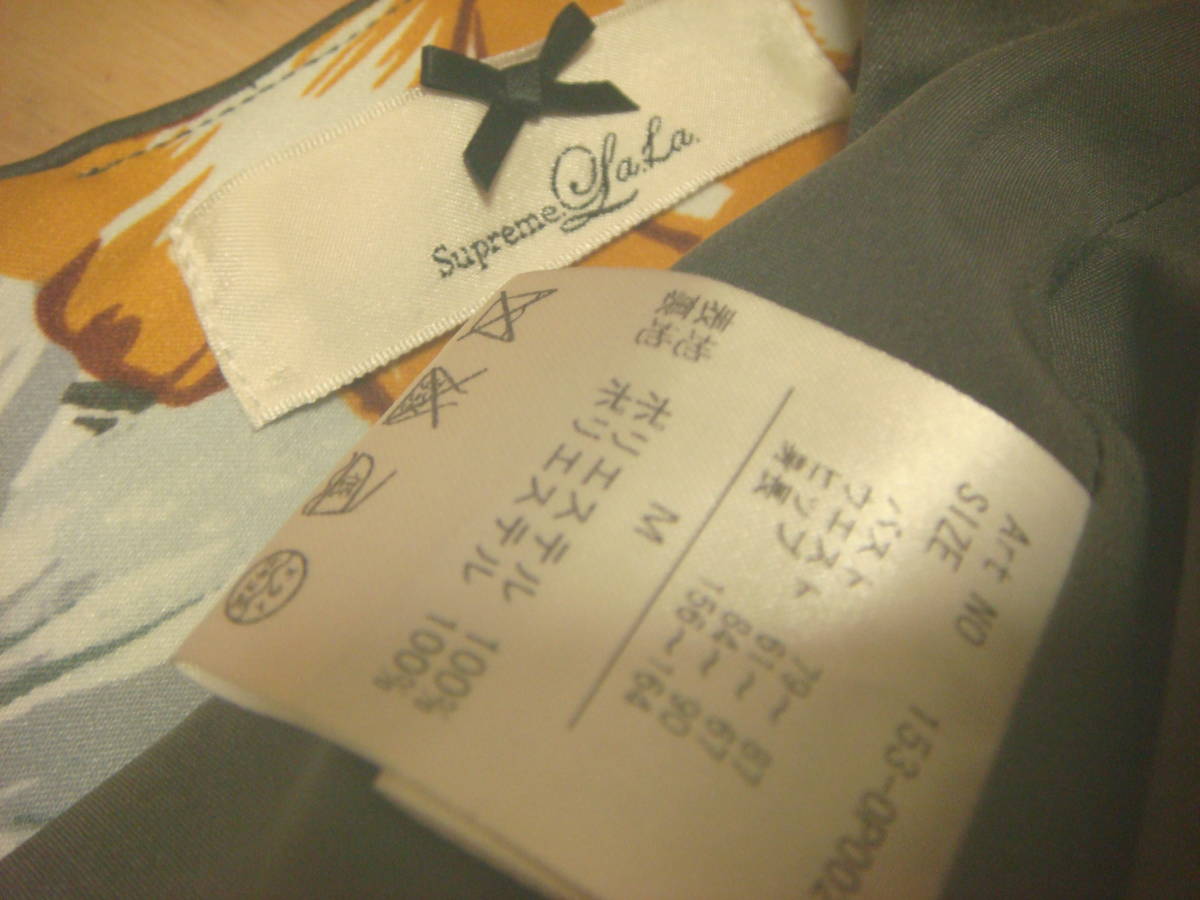 Supreme.La.La.
Art NO 153-OP002
SIZE
バスト 79~87
ウエスト 61~67
ヒップ 84~90
身長 156~164
M
表地 ポリエステル 100%
裏地 ポリエステル 100%